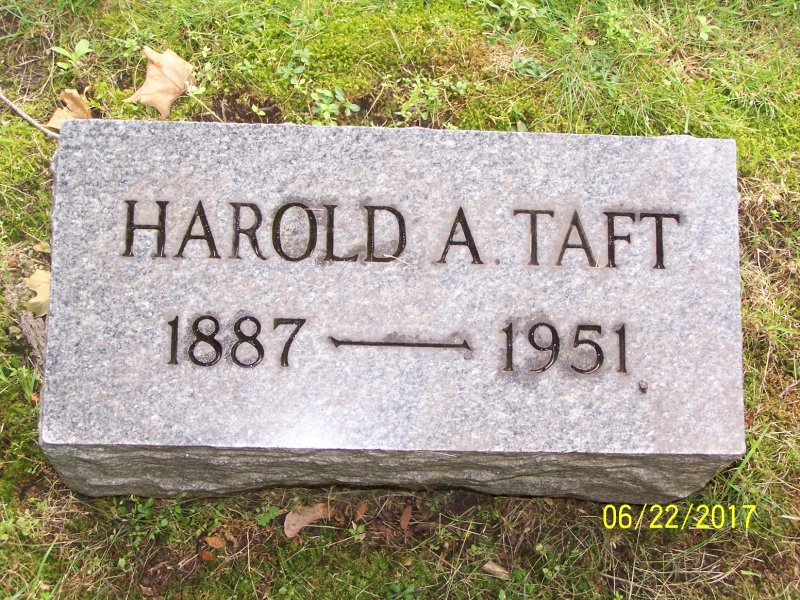 HAROLD A. TAFT
1887 — 1951
06/22/2017